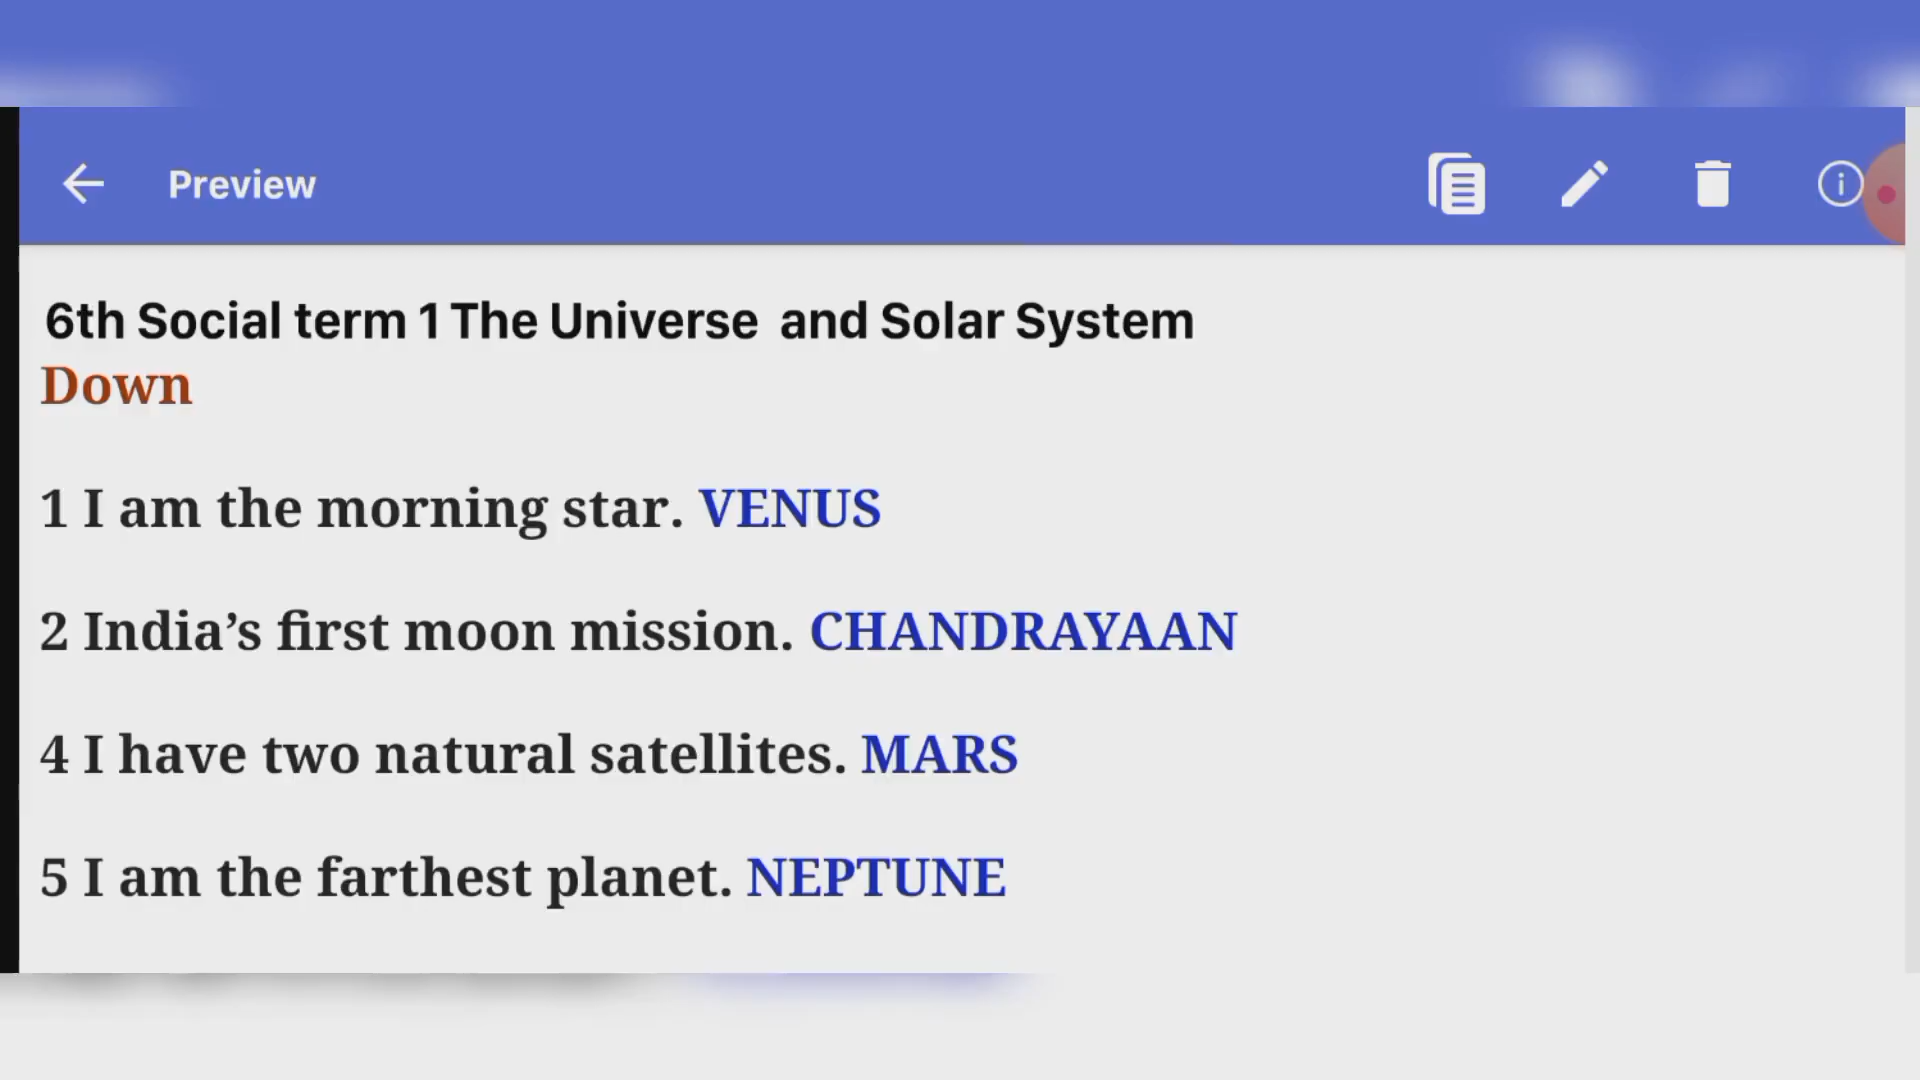 Preview
6th Social term 1 The Universe and Solar System
Down
1 I am the morning star. VENUS
2 India’s first moon mission. CHANDRAYAAN
4 I have two natural satellites. MARS
5 I am the farthest planet. NEPTUNE